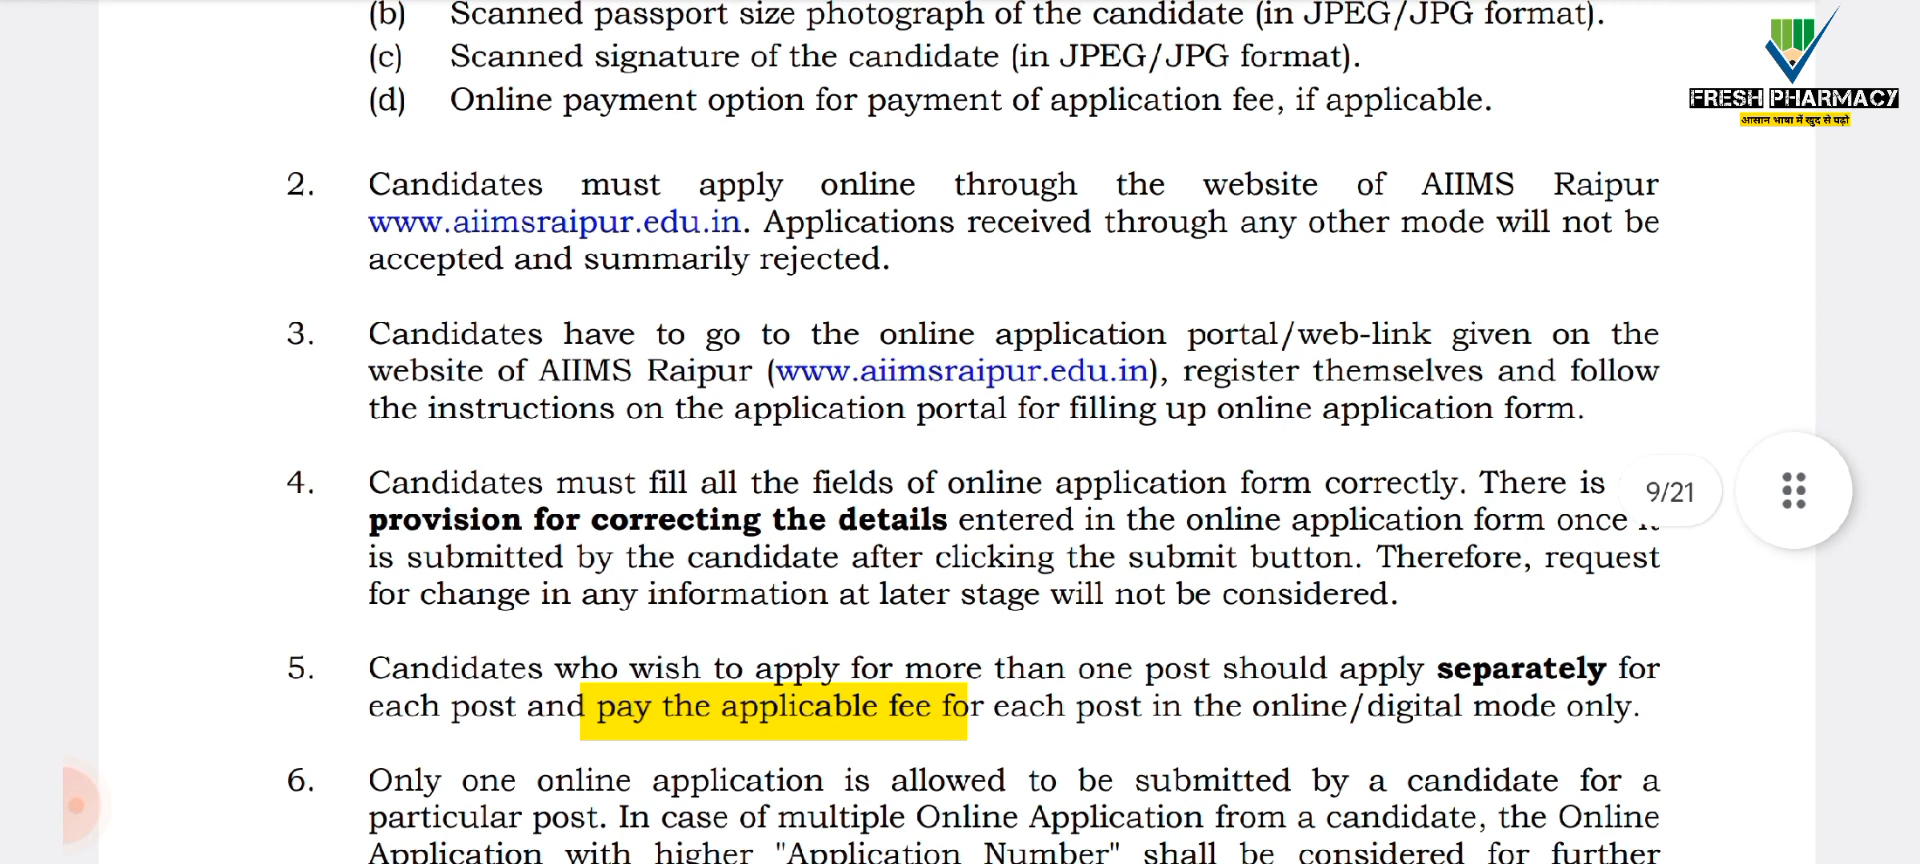 (b) Scanned passport size photograph of the candidate (in JPEG/JPG format).
(c) Scanned signature of the candidate (in JPEG/JPG format).
(d) Online payment option for payment of application fee, if applicable.
FRESH PHARMACY
आसान भाषा में खुद से पढ़ो
2. Candidates must apply online through the website of AIIMS Raipur
www.aiimsraipur.edu.in. Applications received through any other mode will not be
accepted and summarily rejected.
3. Candidates have to go to the online application portal/web-link given on the
website of AIIMS Raipur (www.aiimsraipur.edu.in), register themselves and follow
the instructions on the application portal for filling up online application form.
4. Candidates must fill all the fields of online application form correctly. There is
9/21
provision for correcting the details entered in the online application form once
is submitted by the candidate after clicking the submit button. Therefore, request
for change in any information at later stage will not be considered.
5. Candidates who wish to apply for more than one post should apply separately for
each post and pay the applicable fee for each post in the online/digital mode only.
6. Only one online application is allowed to be submitted by a candidate for a
particular post. In case of multiple Online Application from a candidate, the Online
Application with higher "Application Number" shall be considered for further